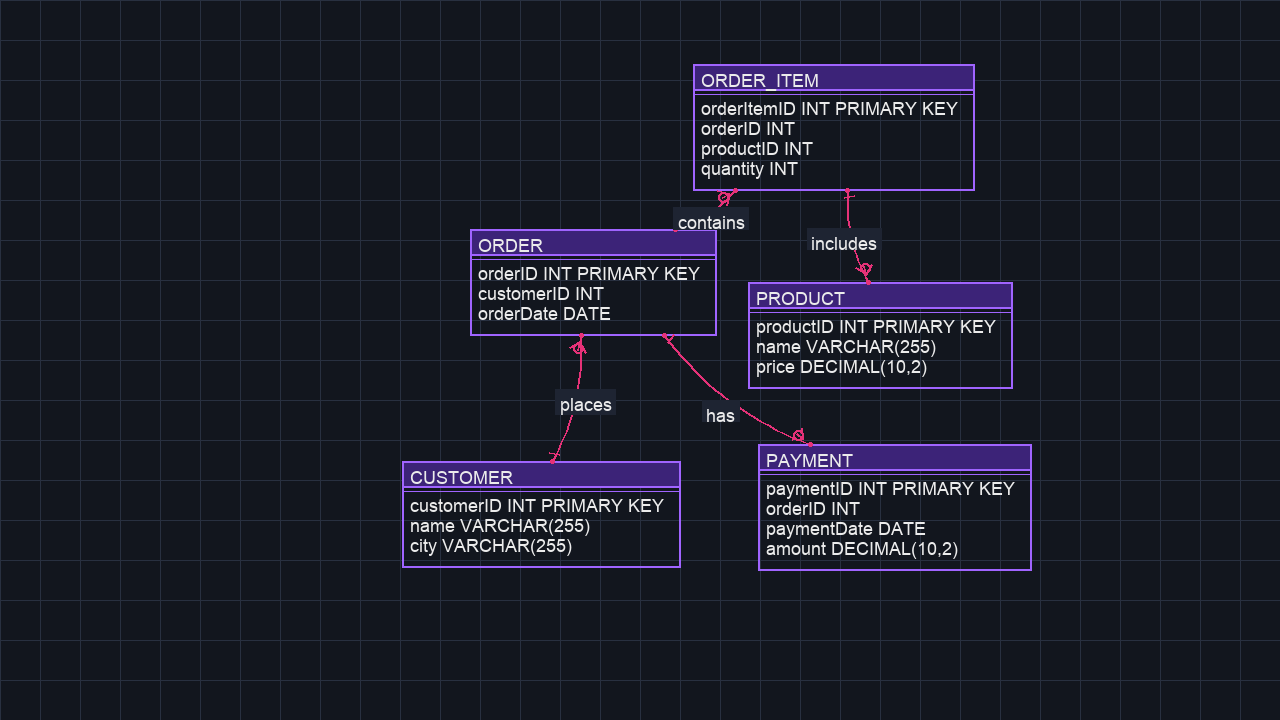 ORDER_ITEM
orderItemID INT PRIMARY KEY
orderID INT
productID INT
quantity INT
contains
includes
ORDER
orderID INT PRIMARY KEY
customerID INT
orderDate DATE
PRODUCT
productID INT PRIMARY KEY
name VARCHAR(255)
price DECIMAL(10,2)
places
has
CUSTOMER
customerID INT PRIMARY KEY
name VARCHAR(255)
city VARCHAR(255)
PAYMENT
paymentID INT PRIMARY KEY
orderID INT
paymentDate DATE
amount DECIMAL(10,2)